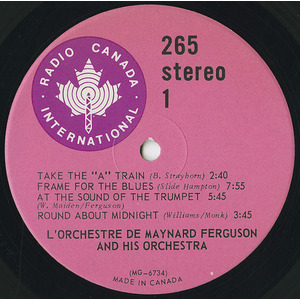 RADIO CANADA
INTERNATIONAL
265
stereo
1
TAKE THE "A" TRAIN (B. Strayhorn) 2:40
FRAME FOR THE BLUES (Slide Hampton) 7:55
AT THE SOUND OF THE TRUMPET 5:45
(W. Maiden/Ferguson)
ROUND ABOUT MIDNIGHT (Williams/Monk) 3:45
L'ORCHESTRE DE MAYNARD FERGUSON
AND HIS ORCHESTRA
(MG-6734)
MADE IN CANADA